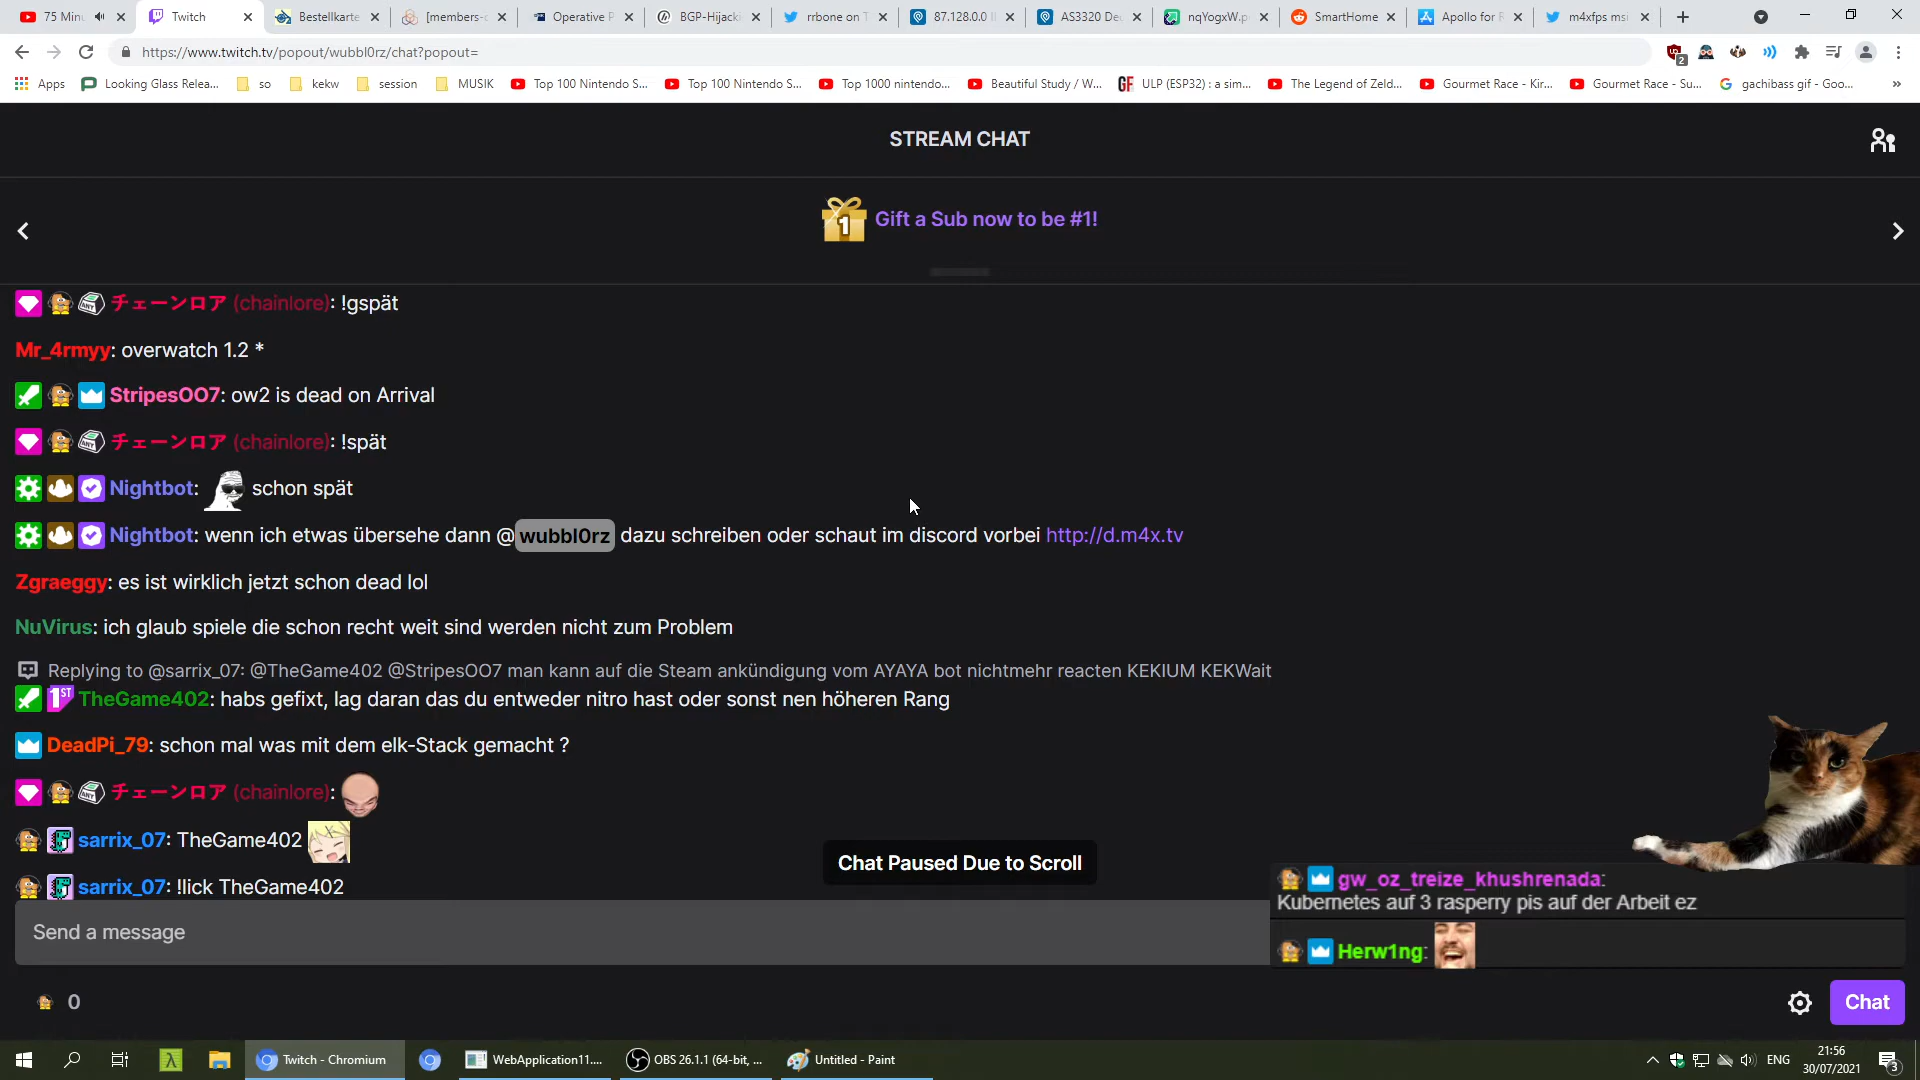 75 Minu
Twitch
Bestellkarte
[members-c
Operative P
BGP-Hijacki
rrbone on T
87.128.0.0 |
AS3320 Deu
nqYogxW.p
SmartHome
Apollo for R
m4xfps msi
https://www.twitch.tv/popout/wubbl0rz/chat?popout=
2
Apps
Looking Glass Relea...
so
kekw
session
MUSIK
Top 100 Nintendo S...
Top 100 Nintendo S...
Top 1000 nintendo...
Beautiful Study / W...
ULP (ESP32) : a sim...
The Legend of Zeld...
Gourmet Race - Kir...
Gourmet Race - Su...
gachibass gif - Goo...
STREAM CHAT
1 Gift a Sub now to be #1!
チェーンロア (chainlore): !gspät
Mr_4rmyy: overwatch 1.2 *
StripesOO7: ow2 is dead on Arrival
チェーンロア (chainlore): !spät
Nightbot: schon spät
Nightbot: wenn ich etwas übersehe dann @wubbl0rz dazu schreiben oder schaut im discord vorbei http://d.m4x.tv
Zgraeggy: es ist wirklich jetzt schon dead lol
NuVirus: ich glaub spiele die schon recht weit sind werden nicht zum Problem
Replying to @sarrix_07: @TheGame402 @StripesOO7 man kann auf die Steam ankündigung vom AYAYA bot nichtmehr reacten KEKIUM KEKWait
1ST TheGame402: habs gefixt, lag daran das du entweder nitro hast oder sonst nen höheren Rang
DeadPi_79: schon mal was mit dem elk-Stack gemacht ?
チェーンロア (chainlore):
sarrix_07: TheGame402
sarrix_07: !lick TheGame402
Chat Paused Due to Scroll
gw_oz_treize_khushrenada:
Kubernetes auf 3 rasperry pis auf der Arbeit ez
Herw1ng:
Send a message
0
Chat
Twitch - Chromium
WebApplication11....
OBS 26.1.1 (64-bit, ...
Untitled - Paint
ENG
21:56
30/07/2021
3